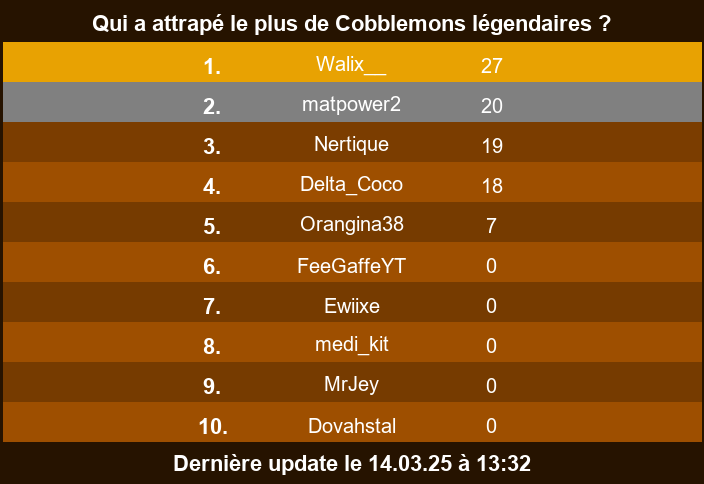 Qui a attrapé le plus de Cobblemons légendaires ?
1. Walix__ 27
2. matpower2 20
3. Nertique 19
4. Delta_Coco 18
5. Orangina38 7
6. FeeGaffeYT 0
7. Ewiixe 0
8. medi_kit 0
9. MrJey 0
10. Dovahstal 0
Dernière update le 14.03.25 à 13:32